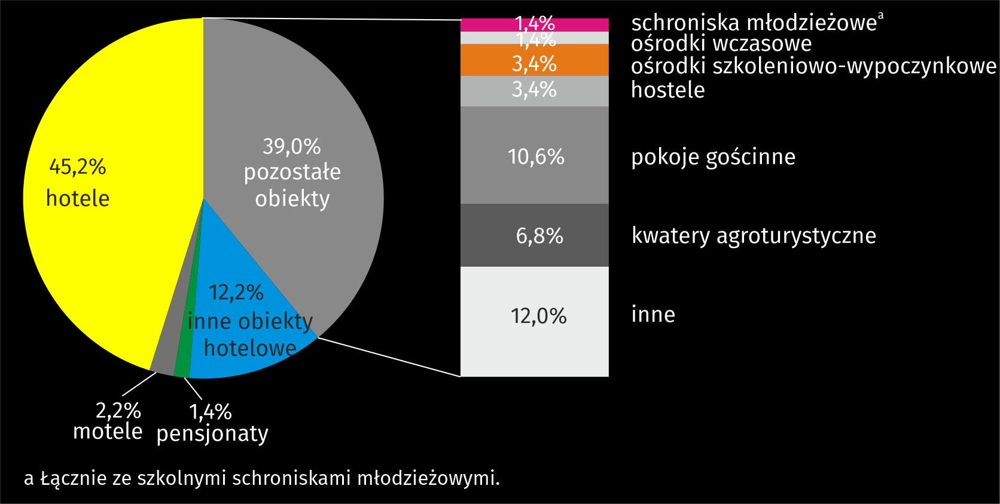 45,2%
hotele
39,0%
pozostałe
obiekty
12,2%
inne obiekty
hotelowe
2,2%
motele
1,4%
pensjonaty
1,4%
schroniska młodzieżoweª
1,4%
ośrodki wczasowe
3,4%
ośrodki szkoleniowo-wypoczynkowe
3,4%
hostele
10,6%
pokoje gościnne
6,8%
kwatery agroturystyczne
12,0%
inne
a Łącznie ze szkolnymi schroniskami młodzieżowymi.